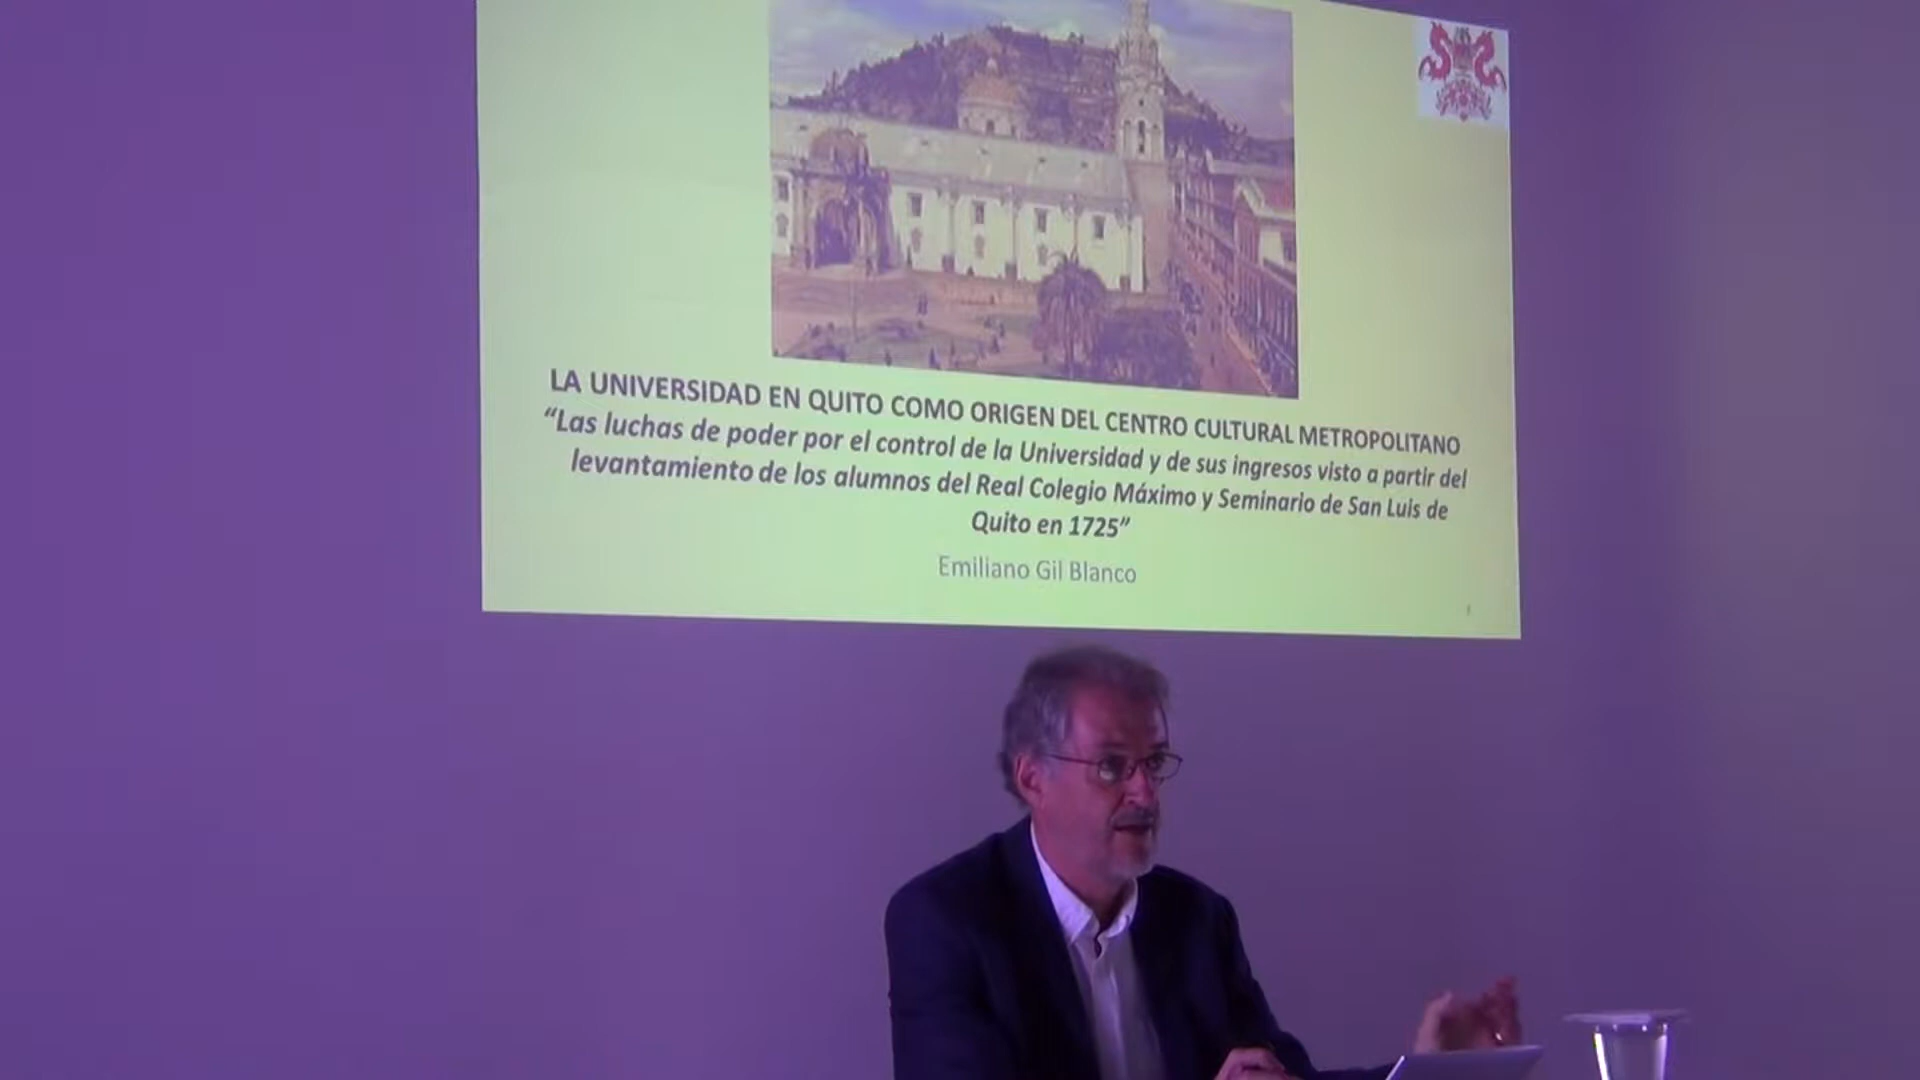 LA UNIVERSIDAD EN QUITO COMO ORIGEN DEL CENTRO CULTURAL METROPOLITANO
“Las luchas de poder por el control de la Universidad y de sus ingresos visto a partir del
levantamiento de los alumnos del Real Colegio Máximo y Seminario de San Luis de
Quito en 1725”
Emiliano Gil Blanco